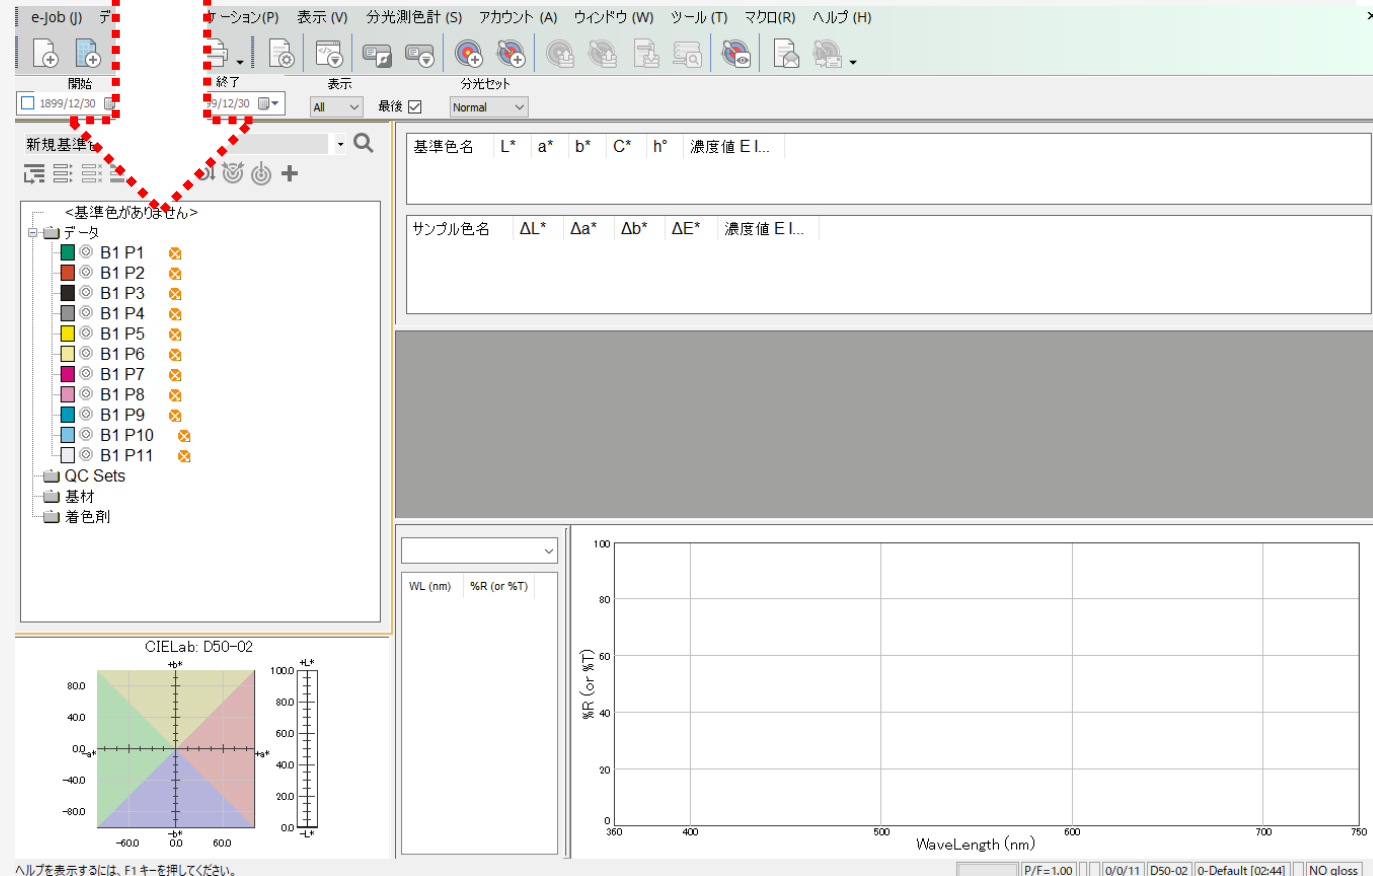 e-Job (J) デ ケーション(P) 表示 (V) 分光測色計 (S) アカウント (A) ウィンドウ (W) ツール (T) マクロ(R) ヘルプ (H)
開始 終了 表示 分光セット
1899/12/30 99/12/30 All 最後 Normal
新規基準色
<基準色がありません>
データ
B1 P1
B1 P2
B1 P3
B1 P4
B1 P5
B1 P6
B1 P7
B1 P8
B1 P9
B1 P10
B1 P11
QC Sets
基材
着色剤
基準色名 L* a* b* C* h° 濃度値 E I...
サンプル色名 ΔL* Δa* Δb* ΔE* 濃度値 E I...
WL (nm) %R (or %T)
CIELab: D50-02
+b*
80.0
40.0
0.0
-40.0
-80.0
-a* +a*
-b*
-60.0 0.0 60.0
+L*
100.0
80.0
60.0
40.0
20.0
0.0
-L*
%R (or %T)
100
80
60
40
20
0
360 400 500 600 700 750
WaveLength (nm)
ヘルプを表示するには、F1 キーを押してください。 P/F=1.00 0/0/11 D50-02 0-Default [02:44] NO gloss